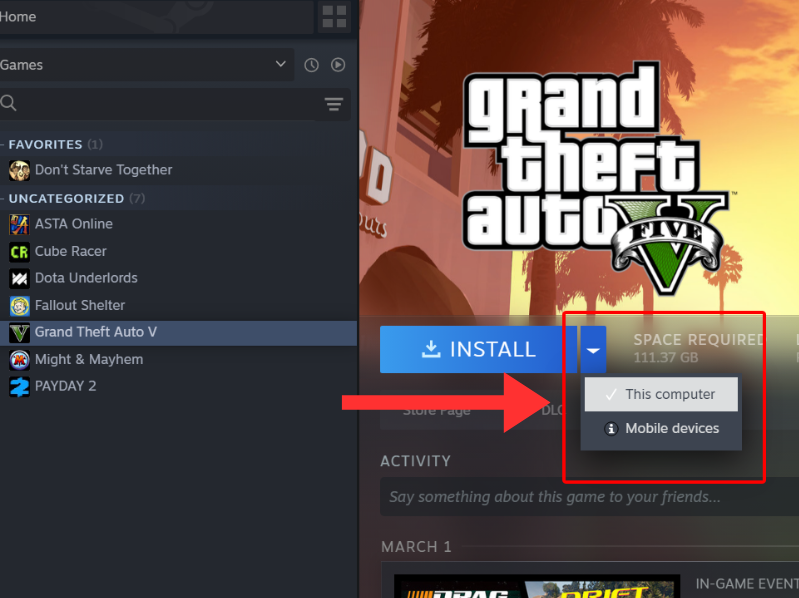 Home
Games
- FAVORITES (1)
Don't Starve Together
- UNCATEGORIZED (7)
ASTA Online
CR
Cube Racer
Dota Underlords
Fallout Shelter
Grand Theft Auto V
Might & Mayhem
PAYDAY 2
grand
theft
auto V
FIVE
™
INSTALL
SPACE REQUIRED
111.37 GB
This computer
Mobile devices
Store Page
DLC
ACTIVITY
Say something about this game to your friends...
MARCH 1
IN-GAME EVENT
DRAG
DRIFT